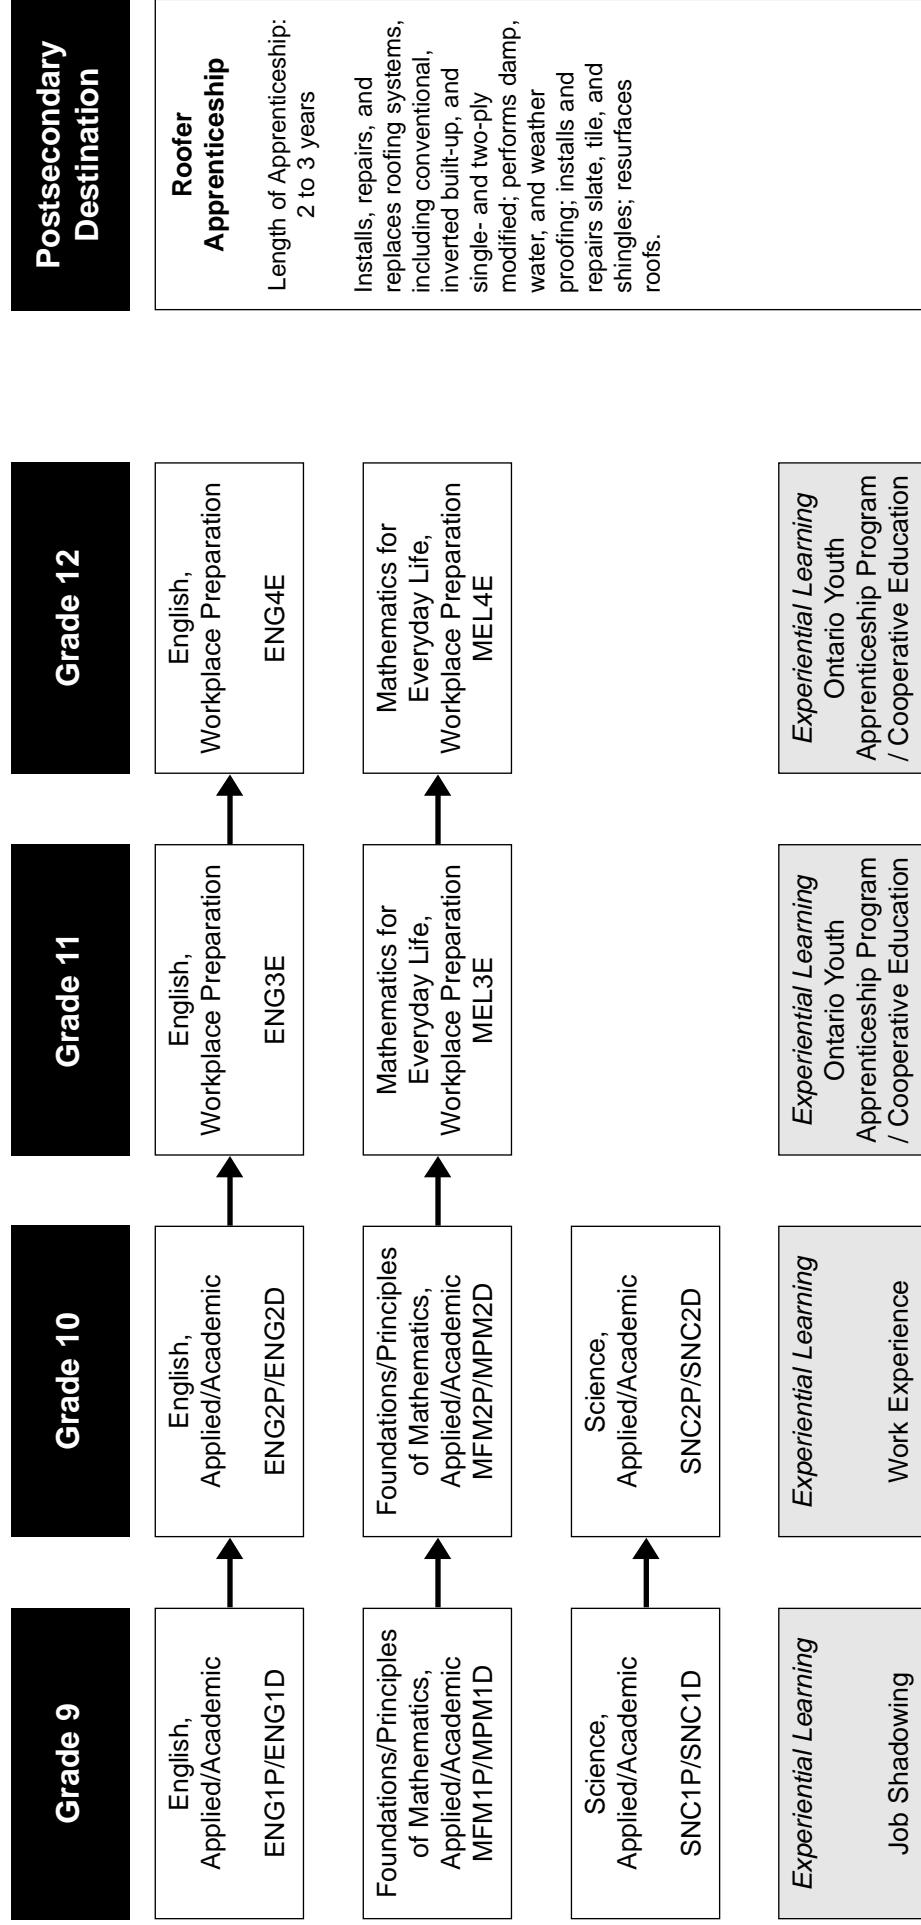 Grade 9
Grade 10
Grade 11
Grade 12
Postsecondary
Destination
English,
Applied/Academic
ENG1P/ENG1D
English,
Applied/Academic
ENG2P/ENG2D
English,
Workplace Preparation
ENG3E
English,
Workplace Preparation
ENG4E
Roofer
Apprenticeship
Length of Apprenticeship:
2 to 3 years
Installs, repairs, and
replaces roofing systems,
including conventional,
inverted built-up, and
single- and two-ply
modified; performs damp,
water, and weather
proofing; installs and
repairs slate, tile, and
shingles; resurfaces
roofs.
Foundations/Principles
of Mathematics,
Applied/Academic
MFM1P/MPM1D
Foundations/Principles
of Mathematics,
Applied/Academic
MFM2P/MPM2D
Mathematics for
Everyday Life,
Workplace Preparation
MEL3E
Mathematics for
Everyday Life,
Workplace Preparation
MEL4E
Science,
Applied/Academic
SNC1P/SNC1D
Science,
Applied/Academic
SNC2P/SNC2D
Experiential Learning
Job Shadowing
Experiential Learning
Work Experience
Experiential Learning
Ontario Youth
Apprenticeship Program
/ Cooperative Education
Experiential Learning
Ontario Youth
Apprenticeship Program
/ Cooperative Education